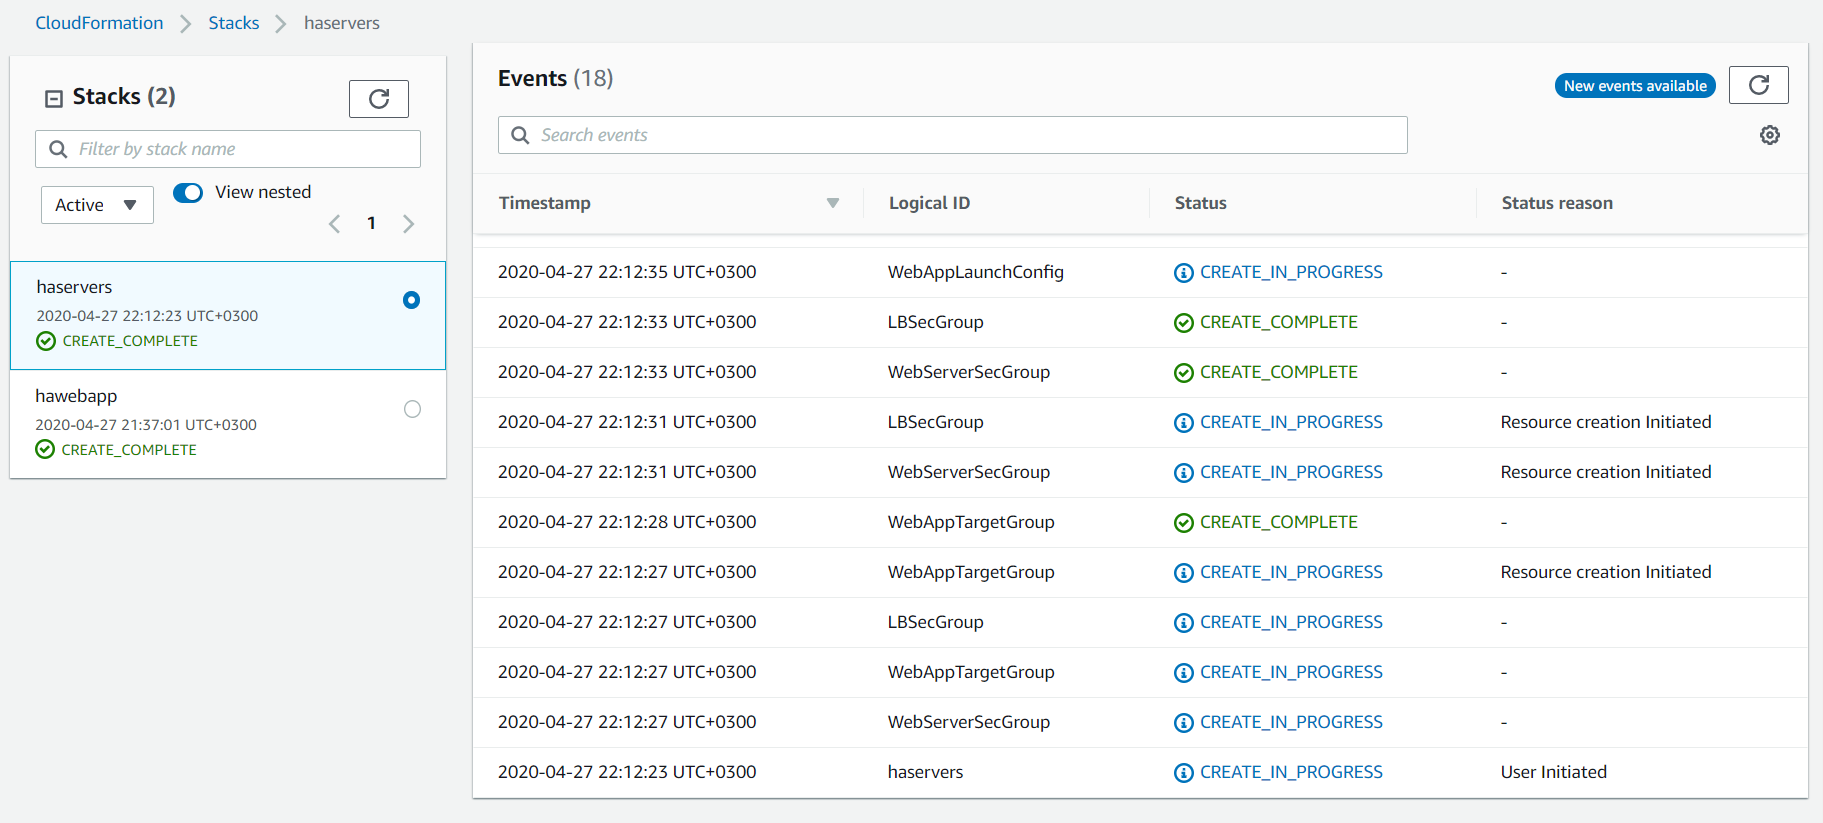 CloudFormation > Stacks > haservers
Stacks (2)
Filter by stack name
Active
View nested
1
haservers
2020-04-27 22:12:23 UTC+0300
CREATE_COMPLETE
hawebapp
2020-04-27 21:37:01 UTC+0300
CREATE_COMPLETE
Events (18)
New events available
Search events
Timestamp Logical ID Status Status reason
2020-04-27 22:12:35 UTC+0300 WebAppLaunchConfig CREATE_IN_PROGRESS -
2020-04-27 22:12:33 UTC+0300 LBSecGroup CREATE_COMPLETE -
2020-04-27 22:12:33 UTC+0300 WebServerSecGroup CREATE_COMPLETE -
2020-04-27 22:12:31 UTC+0300 LBSecGroup CREATE_IN_PROGRESS Resource creation Initiated
2020-04-27 22:12:31 UTC+0300 WebServerSecGroup CREATE_IN_PROGRESS Resource creation Initiated
2020-04-27 22:12:28 UTC+0300 WebAppTargetGroup CREATE_COMPLETE -
2020-04-27 22:12:27 UTC+0300 WebAppTargetGroup CREATE_IN_PROGRESS Resource creation Initiated
2020-04-27 22:12:27 UTC+0300 LBSecGroup CREATE_IN_PROGRESS -
2020-04-27 22:12:27 UTC+0300 WebAppTargetGroup CREATE_IN_PROGRESS -
2020-04-27 22:12:27 UTC+0300 WebServerSecGroup CREATE_IN_PROGRESS -
2020-04-27 22:12:23 UTC+0300 haservers CREATE_IN_PROGRESS User Initiated